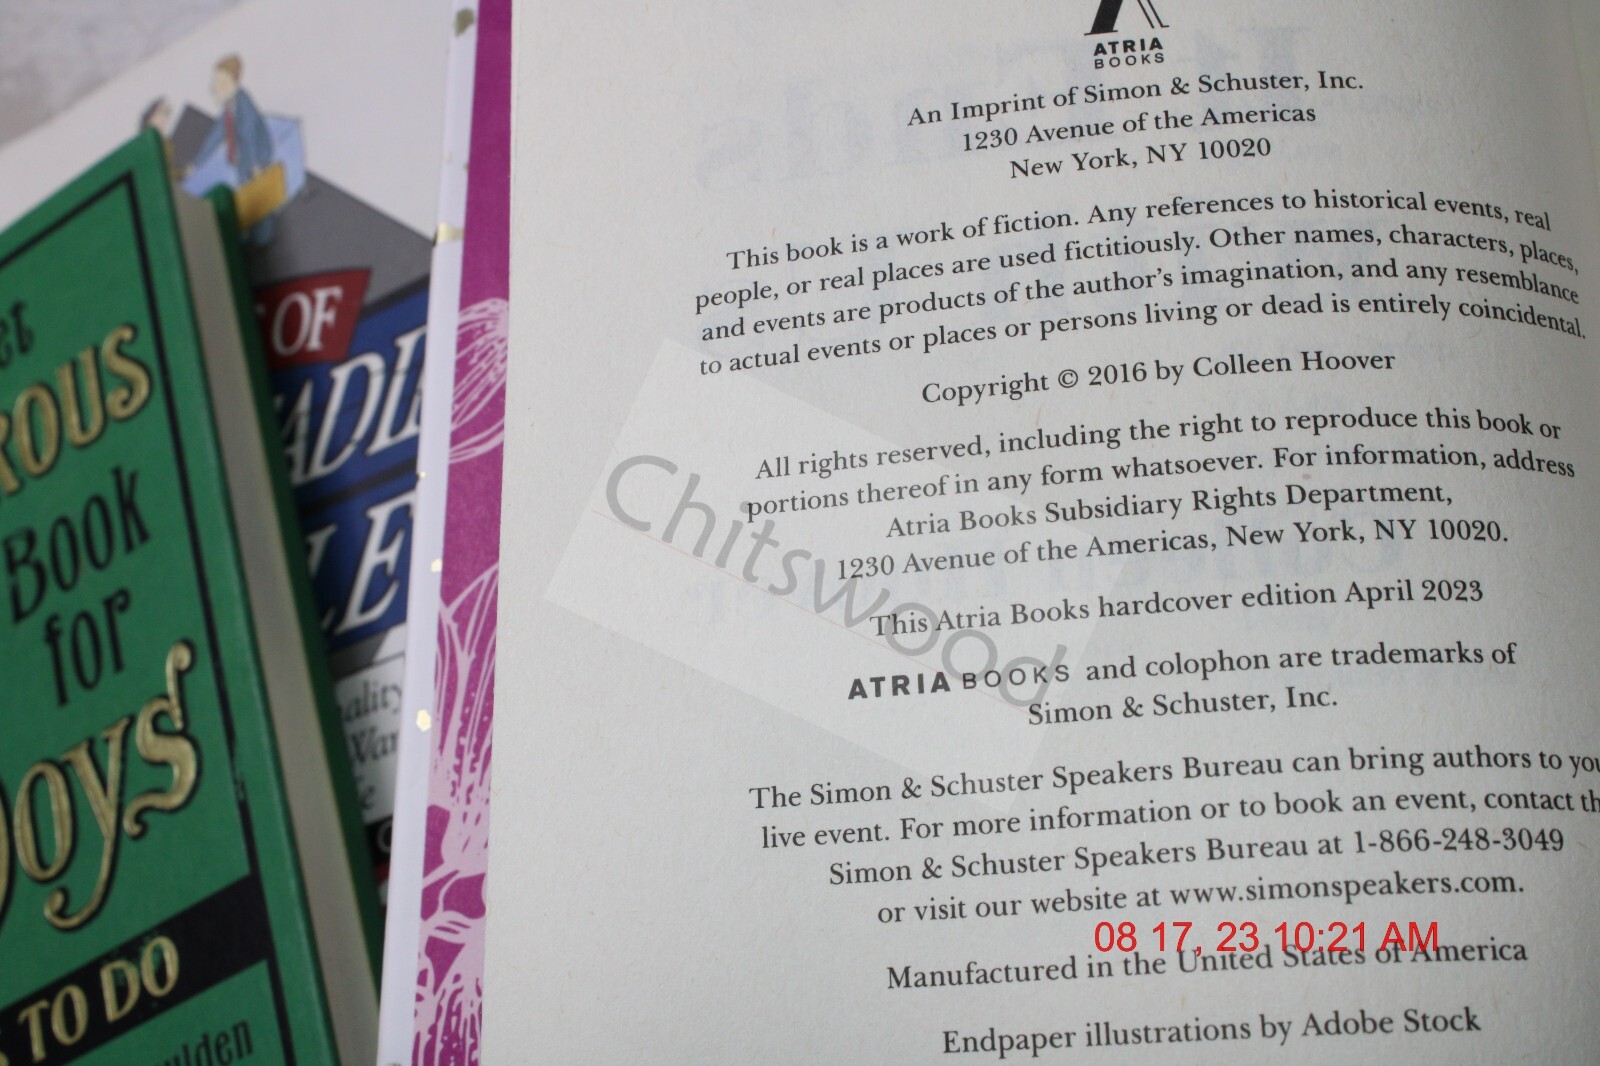 ATRIA
BOOKS
An Imprint of Simon & Schuster, Inc.
1230 Avenue of the Americas
New York, NY 10020
This book is a work of fiction. Any references to historical events, real
people, or real places are used fictitiously. Other names, characters, places,
and events are products of the author's imagination, and any resemblance
to actual events or places or persons living or dead is entirely coincidental.
Copyright © 2016 by Colleen Hoover
All rights reserved, including the right to reproduce this book or
portions thereof in any form whatsoever. For information, address
Atria Books Subsidiary Rights Department,
1230 Avenue of the Americas, New York, NY 10020.
This Atria Books hardcover edition April 2023
ATRIA BOOKS and colophon are trademarks of
Simon & Schuster, Inc.
The Simon & Schuster Speakers Bureau can bring authors to you
live event. For more information or to book an event, contact th
Simon & Schuster Speakers Bureau at 1-866-248-3049
or visit our website at www.simonspeakers.com.
Manufactured in the United States of America
Endpaper illustrations by Adobe Stock
Chitswood
08 17, 23 10:21 AM
ROUS
Book
for
oys
TO DO
ulden
OF
ADL
LE
ality
War